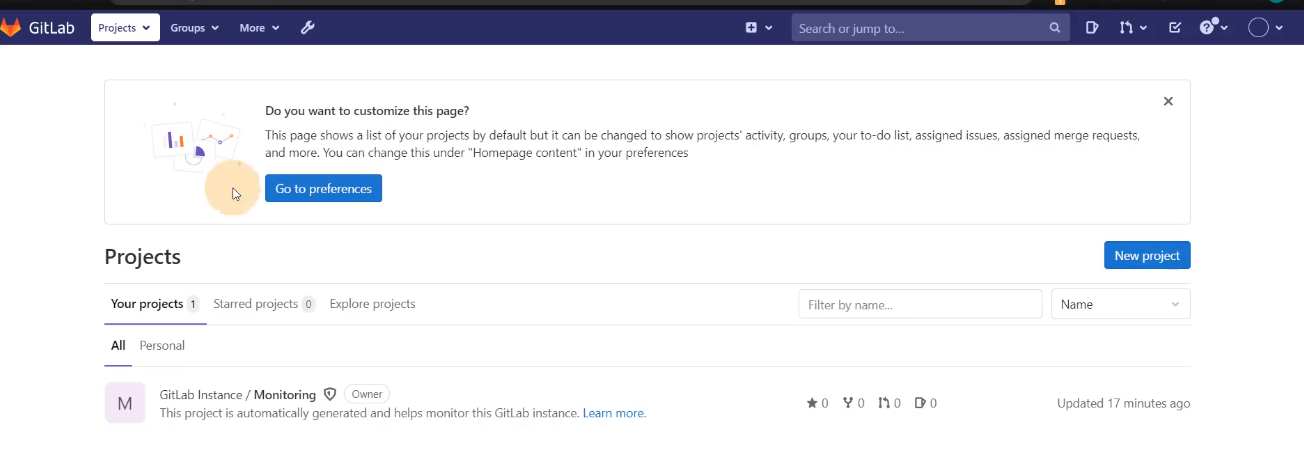 GitLab Projects Groups More Search or jump to...
Do you want to customize this page?
This page shows a list of your projects by default but it can be changed to show projects' activity, groups, your to-do list, assigned issues, assigned merge requests,
and more. You can change this under "Homepage content" in your preferences
Go to preferences
Projects
New project
Your projects 1 Starred projects 0 Explore projects Filter by name... Name
All Personal
M
GitLab Instance / Monitoring Owner
This project is automatically generated and helps monitor this GitLab instance. Learn more.
0 0 0 0 Updated 17 minutes ago